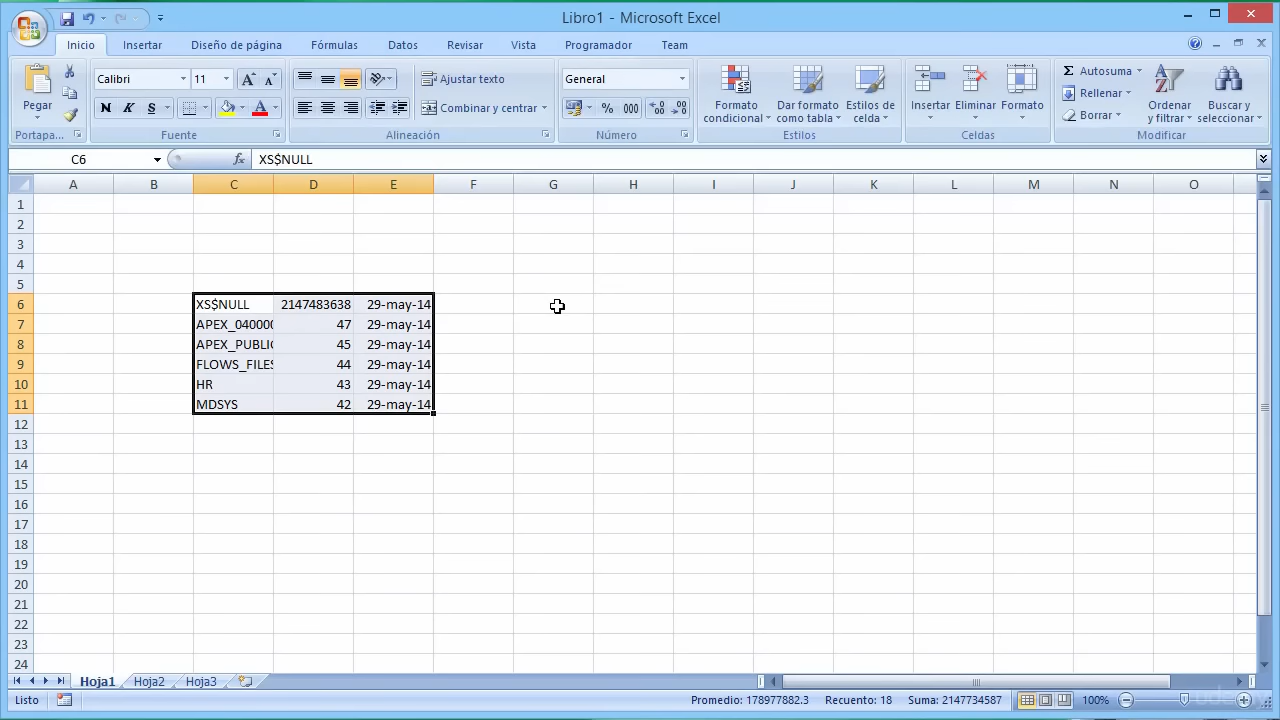 Libro1 - Microsoft Excel
Inicio Insertar Diseño de página Fórmulas Datos Revisar Vista Programador Team
Pegar
Portapa...
Calibri 11
N K S
Fuente
Ajustar texto
Combinar y centrar
Alineación
General
% 000
Número
Formato condicional
Dar formato como tabla
Estilos de celda
Estilos
Insertar Eliminar Formato
Celdas
Autosuma
Rellenar
Borrar
Ordenar y filtrar
Buscar y seleccionar
Modificar
C6 fx XS$NULL
A B C D E F G H I J K L M N O
1
2
3
4
5
6 XS$NULL 2147483638 29-may-14
7 APEX_040000 47 29-may-14
8 APEX_PUBLIC 45 29-may-14
9 FLOWS_FILES 44 29-may-14
10 HR 43 29-may-14
11 MDSYS 42 29-may-14
12
13
14
15
16
17
18
19
20
21
22
23
24
Hoja1 Hoja2 Hoja3
Listo Promedio: 178977882.3 Recuento: 18 Suma: 2147734587 100%
udemy